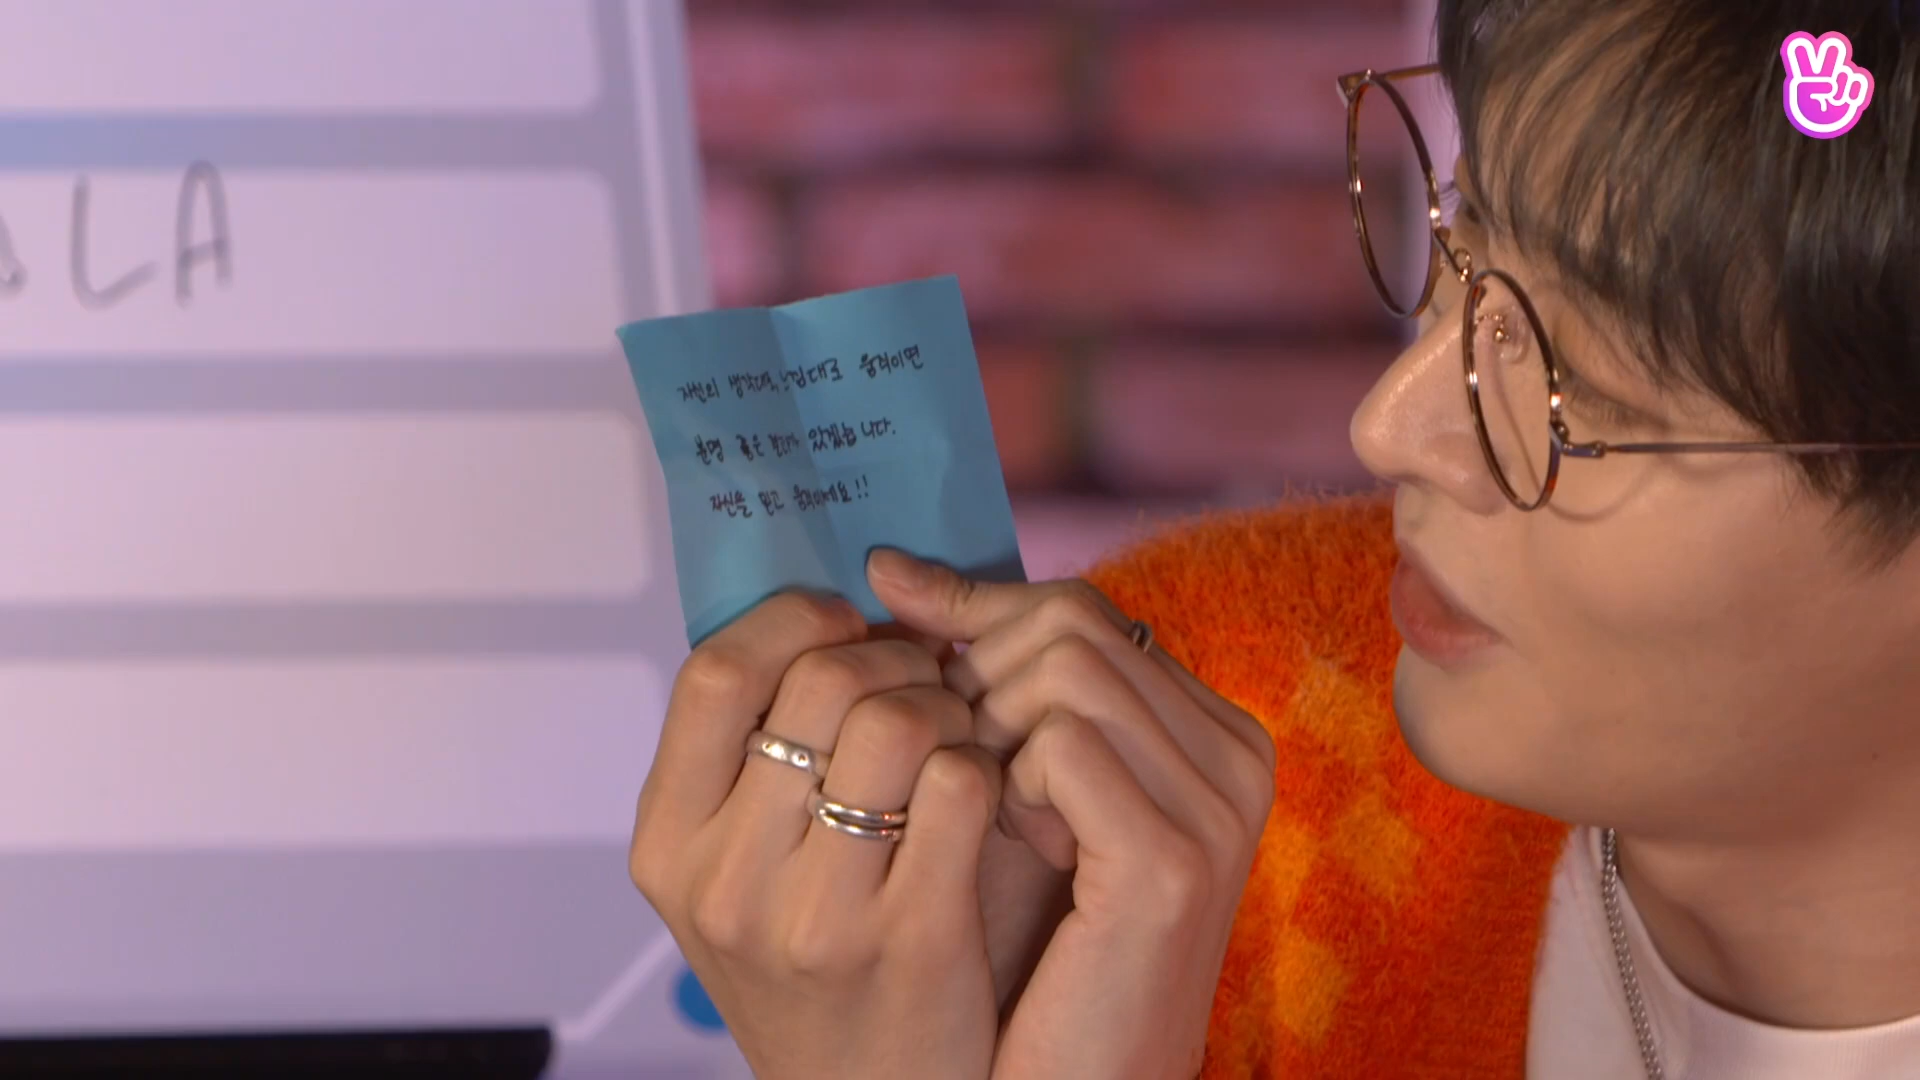 LA
자신의 생각대로, 느낌대로 움직이면
분명 좋은 결과가 있겠습니다.
자신을 믿고 움직이세요!!